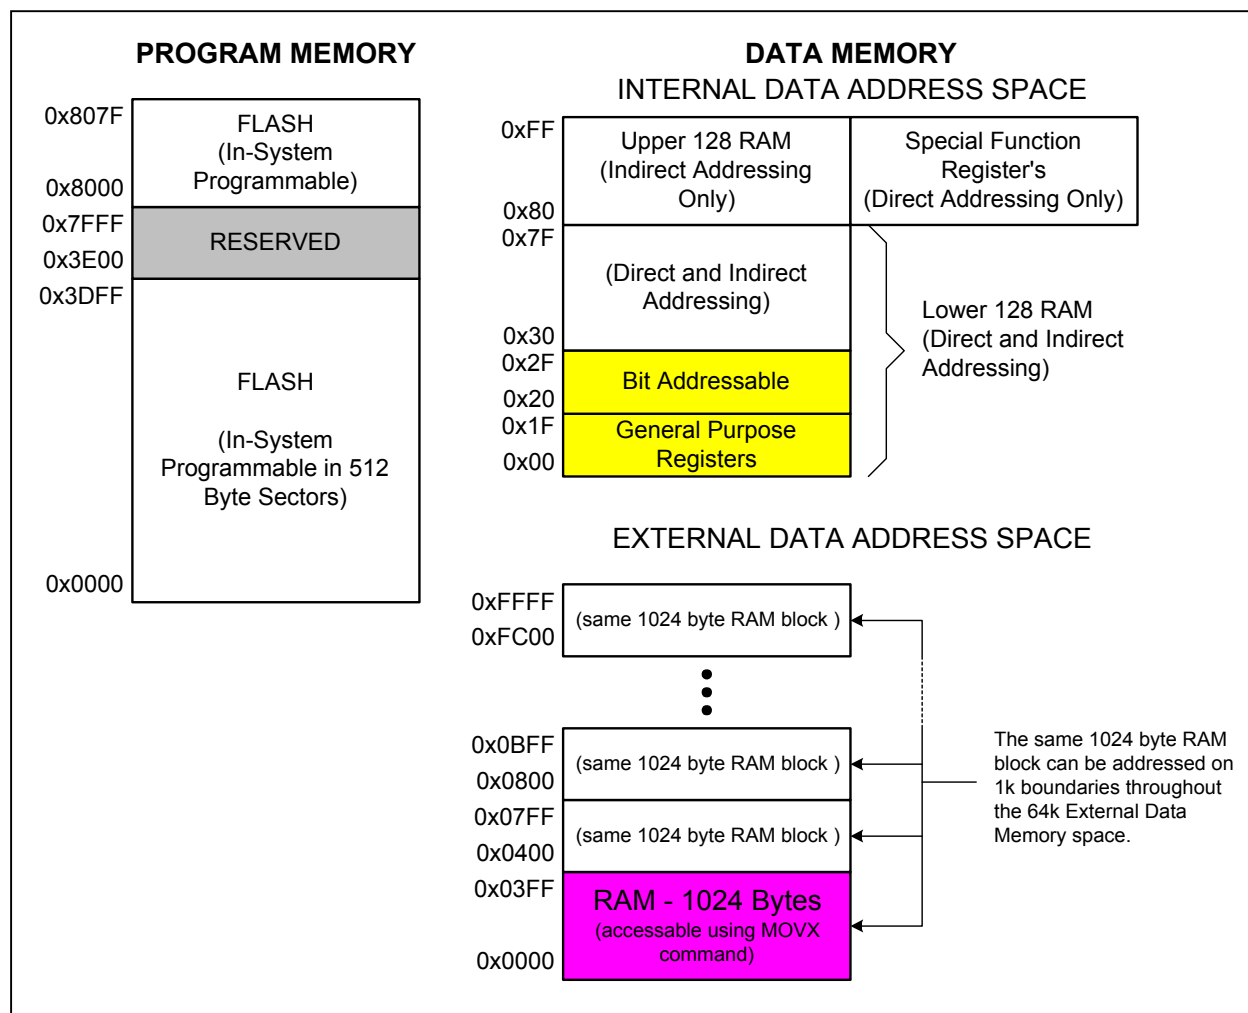 PROGRAM MEMORY
0x807F
FLASH
(In-System
Programmable)
0x8000
0x7FFF
RESERVED
0x3E00
0x3DFF
FLASH
(In-System
Programmable in 512
Byte Sectors)
0x0000
DATA MEMORY
INTERNAL DATA ADDRESS SPACE
0xFF
Upper 128 RAM
(Indirect Addressing
Only)
0x80
Special Function
Register's
(Direct Addressing Only)
0x7F
(Direct and Indirect
Addressing)
0x30
0x2F
Bit Addressable
0x20
0x1F
General Purpose
Registers
0x00
Lower 128 RAM
(Direct and Indirect
Addressing)
EXTERNAL DATA ADDRESS SPACE
0xFFFF
(same 1024 byte RAM block )
0xFC00
0x0BFF
(same 1024 byte RAM block )
0x0800
0x07FF
(same 1024 byte RAM block )
0x0400
0x03FF
RAM - 1024 Bytes
(accessable using MOVX
command)
0x0000
The same 1024 byte RAM
block can be addressed on
1k boundaries throughout
the 64k External Data
Memory space.